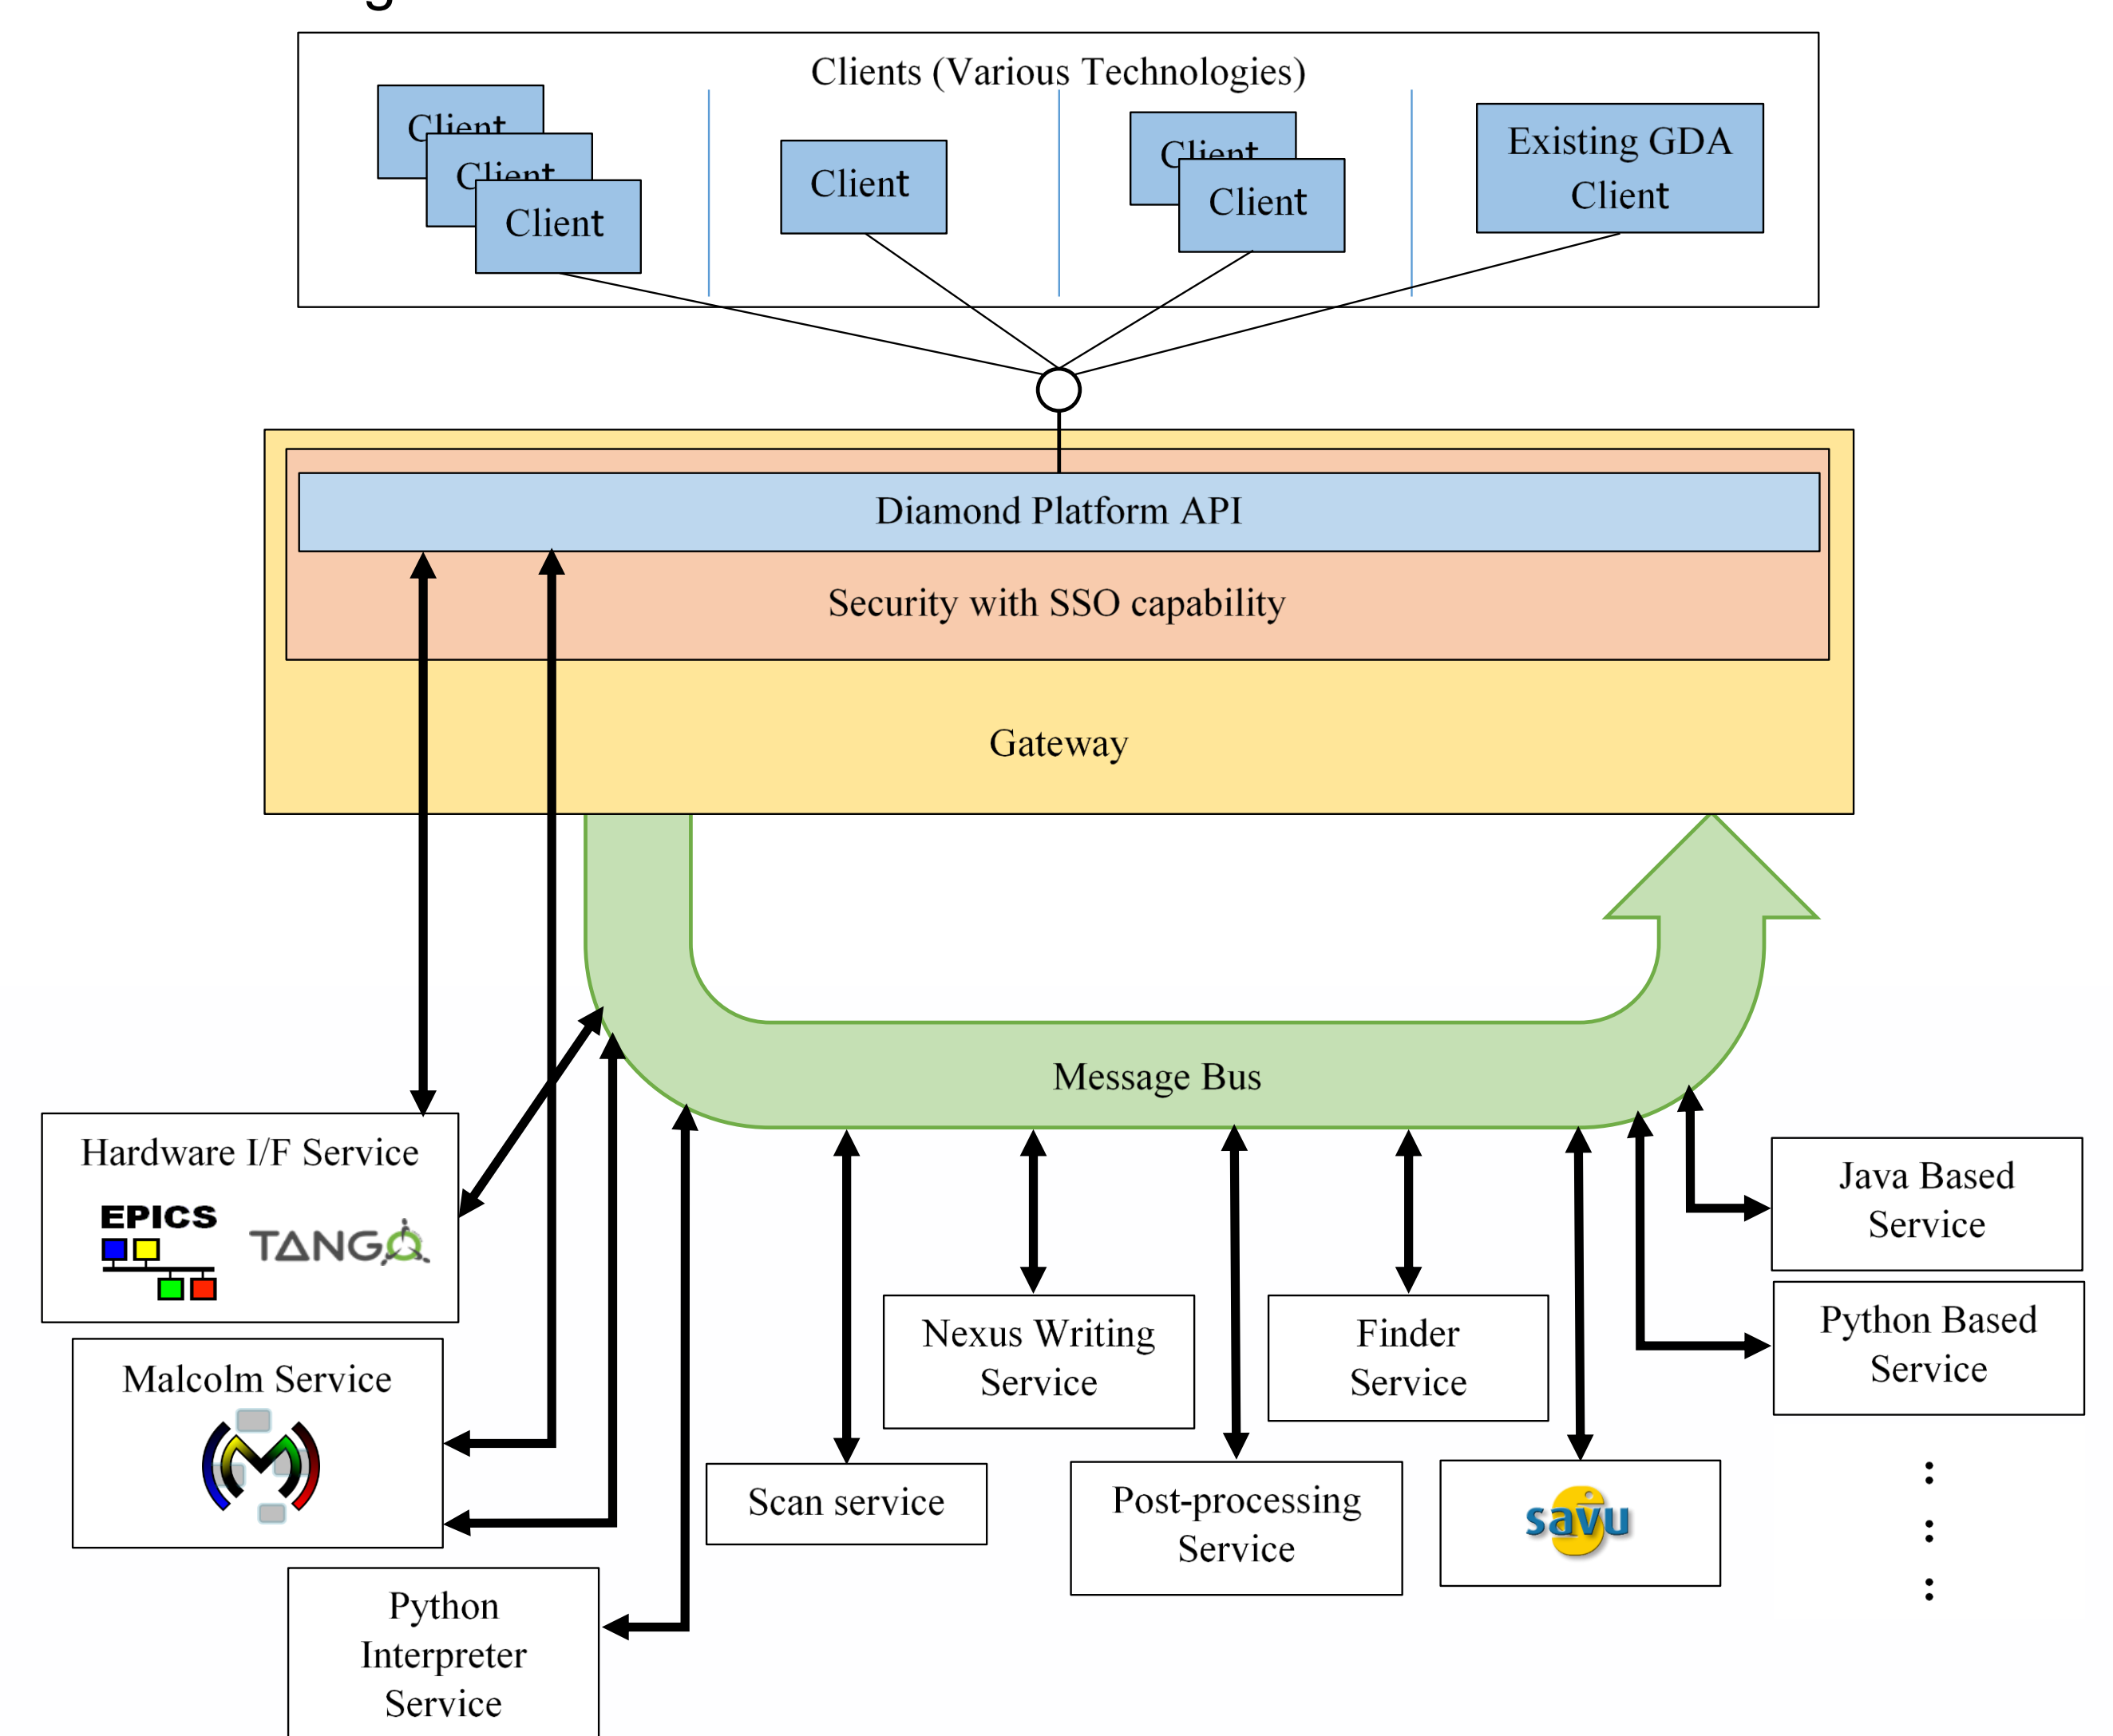 g
Clients (Various Technologies)
Client
Client
Client
Client
Client
Client
Existing GDA
Client
Diamond Platform API
Security with SSO capability
Gateway
Message Bus
Hardware I/F Service
EPICS
TANGO
Malcolm Service
M
Python
Interpreter
Service
Scan service
Nexus Writing
Service
Post-processing
Service
Finder
Service
savu
Java Based
Service
Python Based
Service